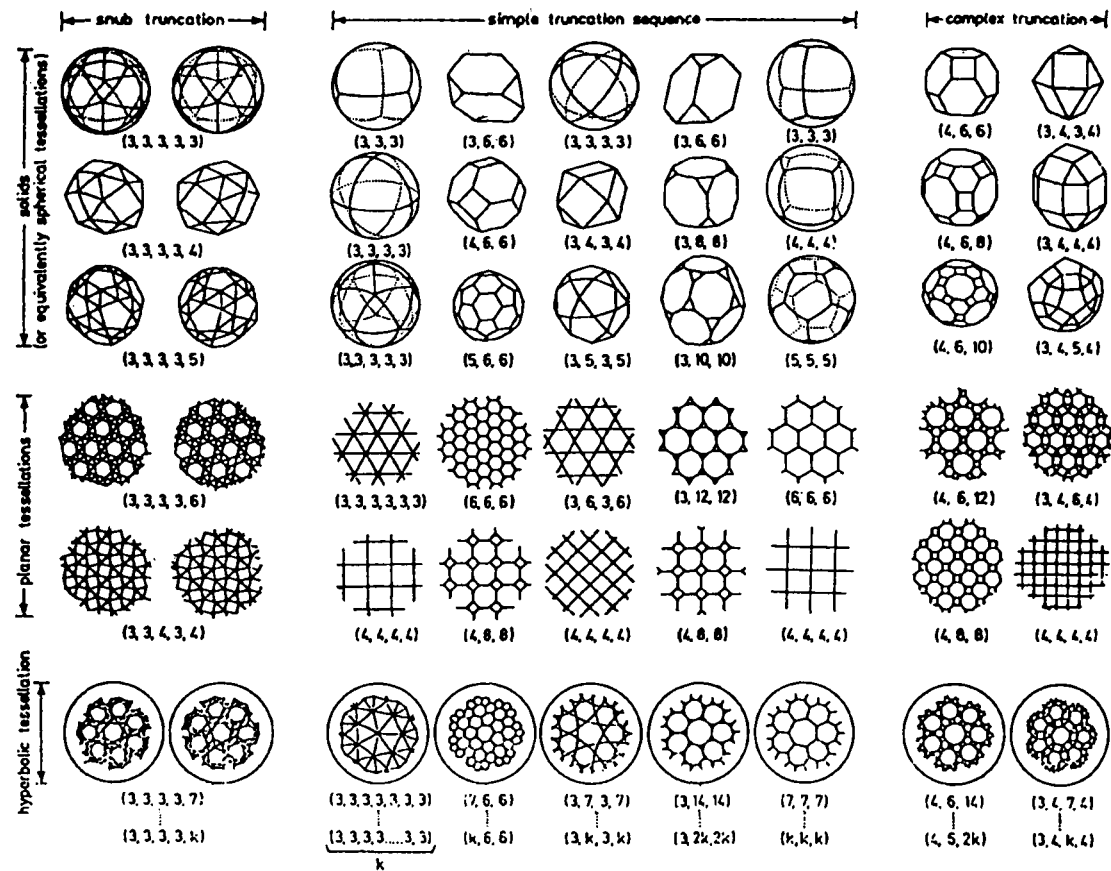 snub truncation
simple truncation sequence
complex truncation
solids
(or equivalently spherical tessellations)
(3, 3, 3, 3, 3)
(3, 3, 3)
(3, 6, 6)
(3, 3, 3, 3)
(3, 6, 6)
(3, 3, 3)
(4, 6, 6)
(3, 4, 3, 4)
(3, 3, 3, 3, 4)
(3, 3, 3, 3)
(4, 6, 6)
(3, 4, 3, 4)
(3, 8, 8)
(4, 4, 4)
(4, 6, 8)
(3, 4, 4, 4)
(3, 3, 3, 3, 5)
(3, 3, 3, 3, 3)
(5, 6, 6)
(3, 5, 3, 5)
(3, 10, 10)
(5, 5, 5)
(4, 6, 10)
(3, 4, 5, 4)
planar tessellations
(3, 3, 3, 3, 6)
(3, 3, 3, 3, 3, 3)
(6, 6, 6)
(3, 6, 3, 6)
(3, 12, 12)
(6, 6, 6)
(4, 6, 12)
(3, 4, 6, 4)
(3, 3, 4, 3, 4)
(4, 4, 4, 4)
(4, 8, 8)
(4, 4, 4, 4)
(4, 8, 8)
(4, 4, 4, 4)
(4, 8, 8)
(4, 4, 4, 4)
hyperbolic tessellation
(3, 3, 3, 3, 7)
(3, 3, 3, 3, 3, 3, 3)
(7, 6, 6)
(3, 7, 3, 7)
(3, 14, 14)
(7, 7, 7)
(4, 6, 14)
(3, 4, 7, 4)
(3, 3, 3, 3, k)
(3, 3, 3, 3.....3, 3)
(k, 6, 6)
(3, k, 3, k)
(3, 2k, 2k)
(k, k, k)
(4, 5, 2k)
(3, 4, k, 4)
k